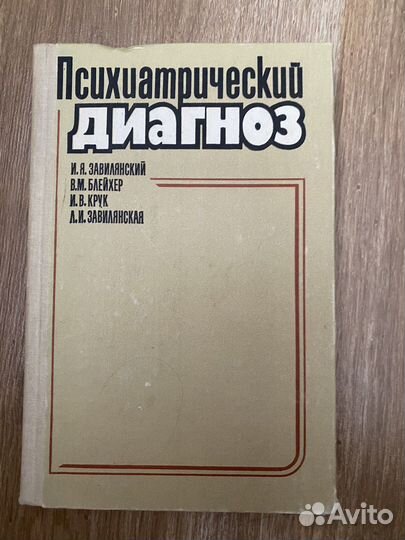 Психиатрический
ДИАГНОЗ
И.Я.ЗАВИЛЯНСКИЙ
В.М.БЛЕЙХЕР
И.В.КРУК
Л.И.ЗАВИЛЯНСКАЯ
Avito